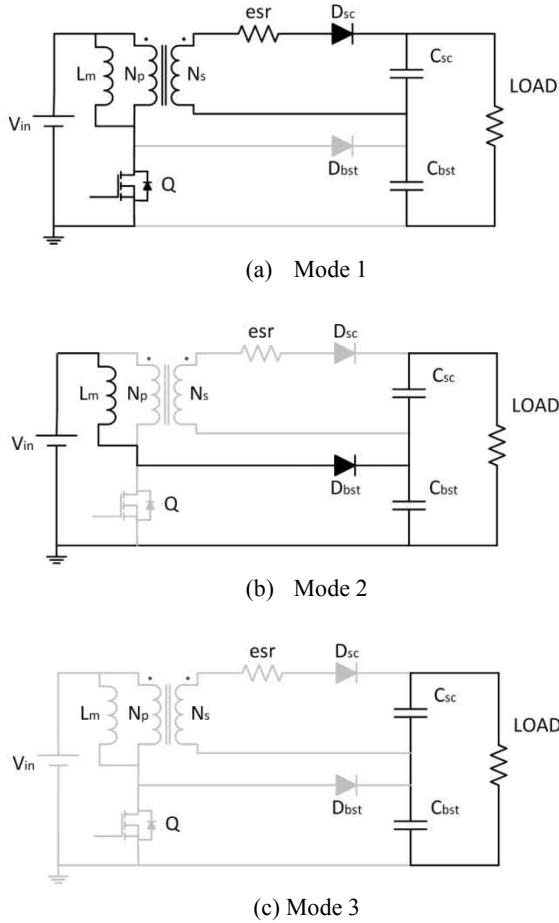 esr Dsc
Lm Np Ns Csc
LOAD
Vin
Dbst Cbst
Q
(a) Mode 1
esr Dsc
Lm Np Ns Csc
LOAD
Vin
Dbst Cbst
Q
(b) Mode 2
esr Dsc
Lm Np Ns Csc
LOAD
Vin
Dbst Cbst
Q
(c) Mode 3